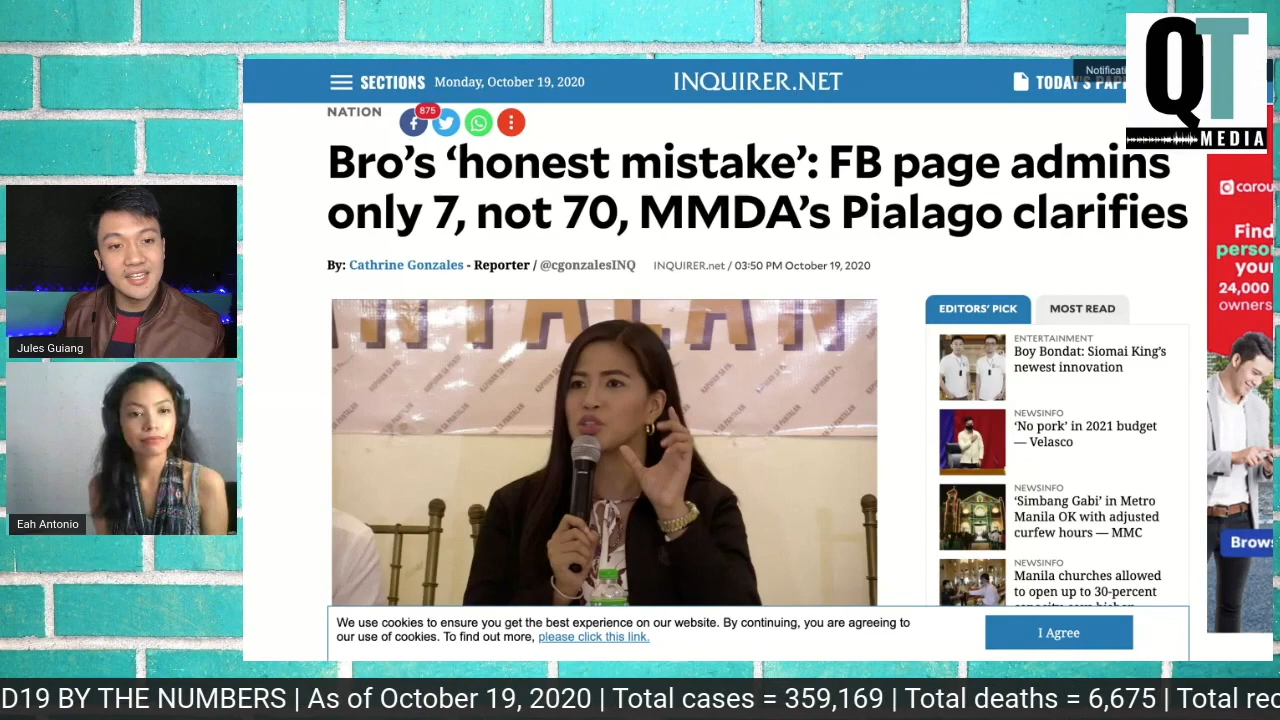 SECTIONS Monday, October 19, 2020 INQUIRER.NET TODAY'S PAP
Notificati
QT
MEDIA
NATION
875
Bro's 'honest mistake': FB page admins
only 7, not 70, MMDA's Pialago clarifies
By: Cathrine Gonzales - Reporter / @cgonzalesINQ INQUIRER.net / 03:50 PM October 19, 2020
EDITORS' PICK MOST READ
ENTERTAINMENT
Boy Bondat: Siomai King's
newest innovation
NEWSINFO
'No pork' in 2021 budget
— Velasco
NEWSINFO
'Simbang Gabi' in Metro
Manila OK with adjusted
curfew hours — MMC
NEWSINFO
Manila churches allowed
to open up to 30-percent
carou
Find
perso
your
24,000
owners
Brows
Jules Guiang
Eah Antonio
We use cookies to ensure you get the best experience on our website. By continuing, you are agreeing to
our use of cookies. To find out more, please click this link.
I Agree
D19 BY THE NUMBERS | As of October 19, 2020 | Total cases = 359,169 | Total deaths = 6,675 | Total rec